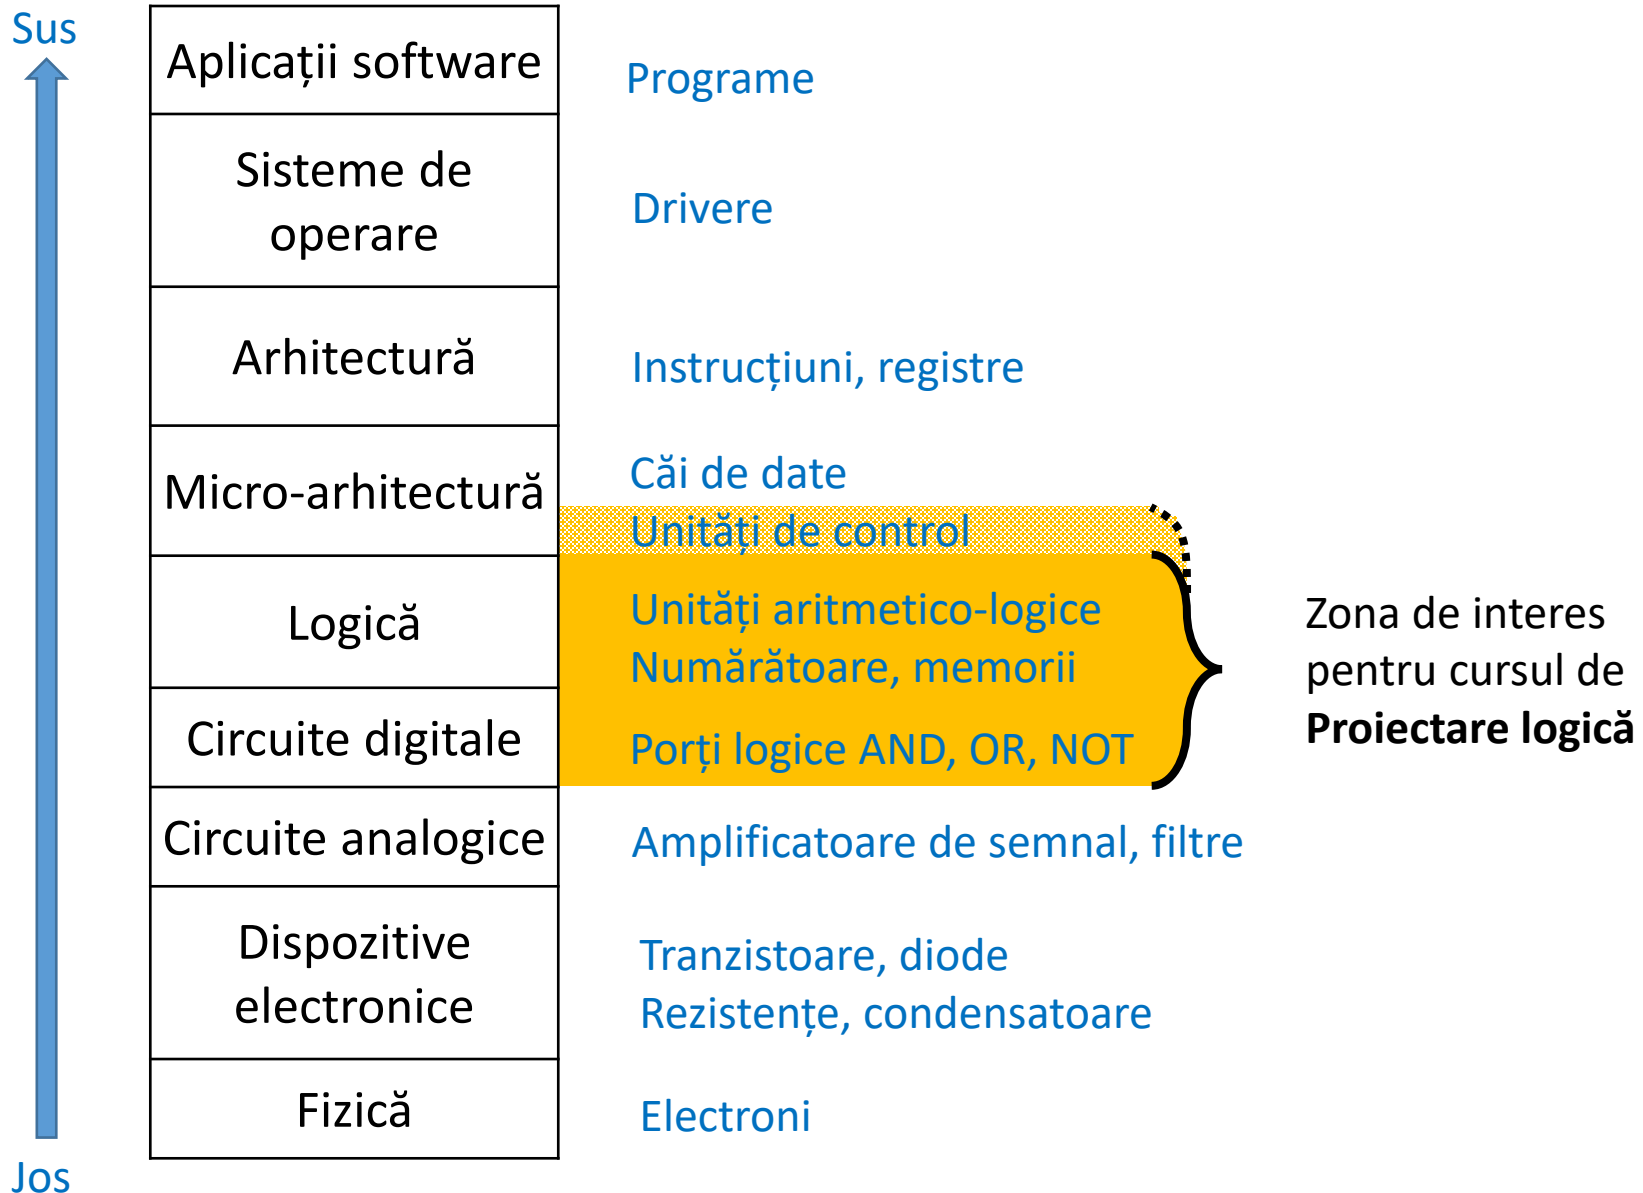 Sus
Aplicații software
Programe
Sisteme de
operare
Drivere
Arhitectură
Instrucțiuni, registre
Micro-arhitectură
Căi de date
Unități de control
Logică
Unități aritmetico-logice
Numărătoare, memorii
Circuite digitale
Porți logice AND, OR, NOT
Zona de interes
pentru cursul de
Proiectare logică
Circuite analogice
Amplificatoare de semnal, filtre
Dispozitive
electronice
Tranzistoare, diode
Rezistențe, condensatoare
Fizică
Electroni
Jos